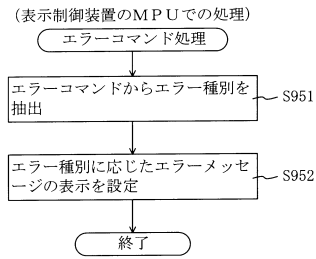 (表示制御装置のMPUでの処理)
エラーコマンド処理
エラーコマンドからエラー種別を
抽出
S951
エラー種別に応じたエラーメッセ
ージの表示を設定
S952
終了